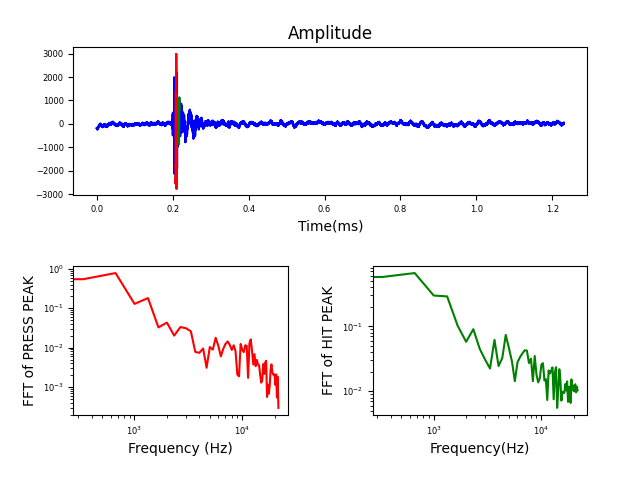 Amplitude
3000
2000
1000
0
−1000
−2000
−3000
0.0 0.2 0.4 0.6 0.8 1.0 1.2
Time(ms)
FFT of PRESS PEAK
10⁰
10⁻¹
10⁻²
10⁻³
10³ 10⁴
Frequency (Hz)
FFT of HIT PEAK
10⁻¹
10⁻²
10³ 10⁴
Frequency(Hz)